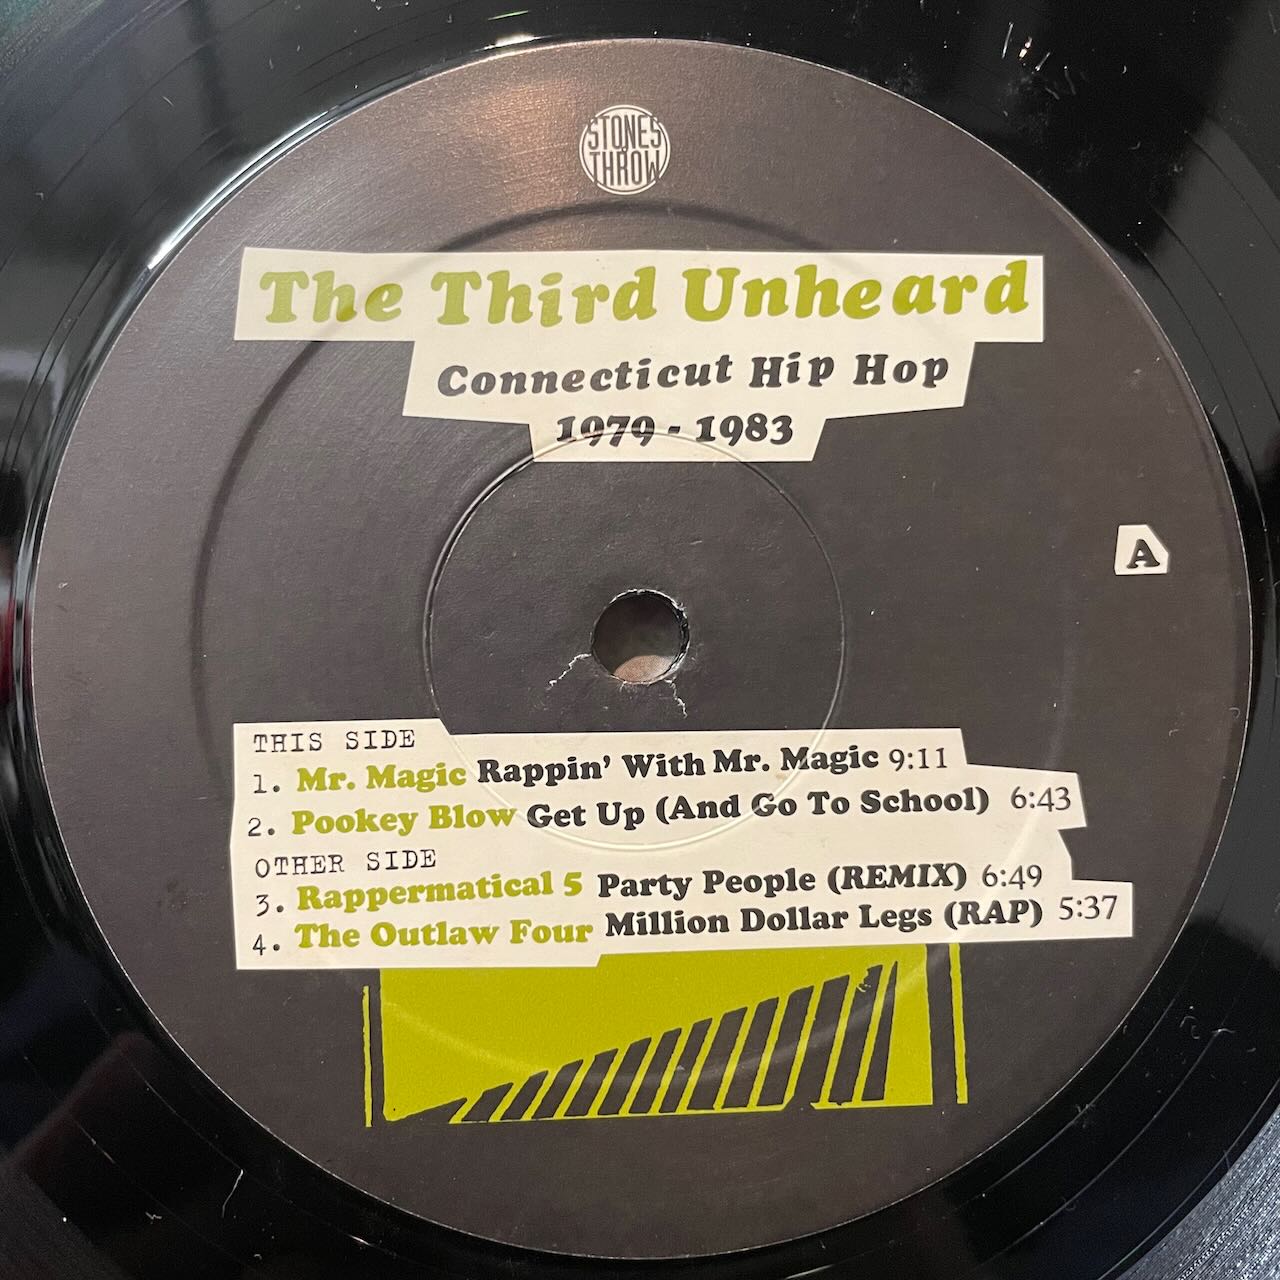 STONES
THROW
The Third Unheard
Connecticut Hip Hop
1979 - 1983
A
THIS SIDE
1. Mr. Magic Rappin' With Mr. Magic 9:11
2. Pookey Blow Get Up (And Go To School) 6:43
OTHER SIDE
3. Rappermatical 5 Party People (REMIX) 6:49
4. The Outlaw Four Million Dollar Legs (RAP) 5:37